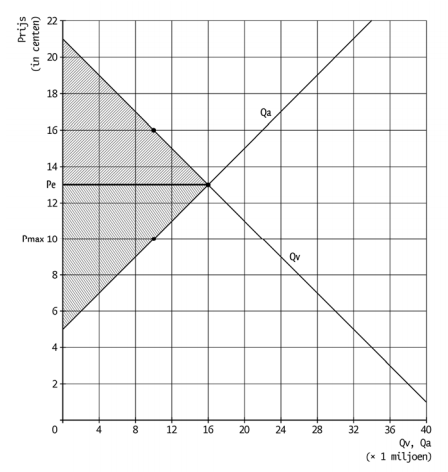 Prijs
(in centen)
22
20
18
16
14
Pe
12
Pmax 10
8
6
4
2
Qa
Qv
0 4 8 12 16 20 24 28 32 36 40
Qv, Qa
(× 1 miljoen)